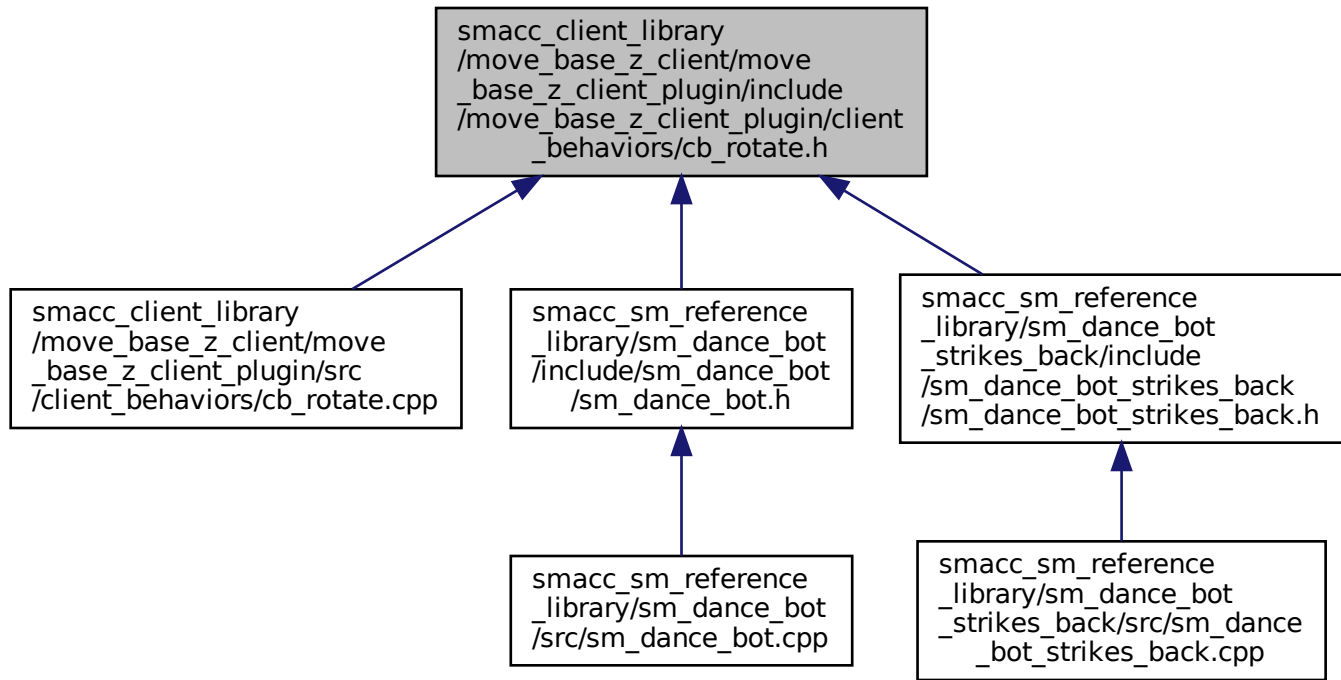 smacc_client_library
/move_base_z_client/move
_base_z_client_plugin/include
/move_base_z_client_plugin/client
_behaviors/cb_rotate.h
smacc_client_library
/move_base_z_client/move
_base_z_client_plugin/src
/client_behaviors/cb_rotate.cpp
smacc_sm_reference
_library/sm_dance_bot
/include/sm_dance_bot
/sm_dance_bot.h
smacc_sm_reference
_library/sm_dance_bot
_strikes_back/include
/sm_dance_bot_strikes_back
/sm_dance_bot_strikes_back.h
smacc_sm_reference
_library/sm_dance_bot
/src/sm_dance_bot.cpp
smacc_sm_reference
_library/sm_dance_bot
_strikes_back/src/sm_dance
_bot_strikes_back.cpp